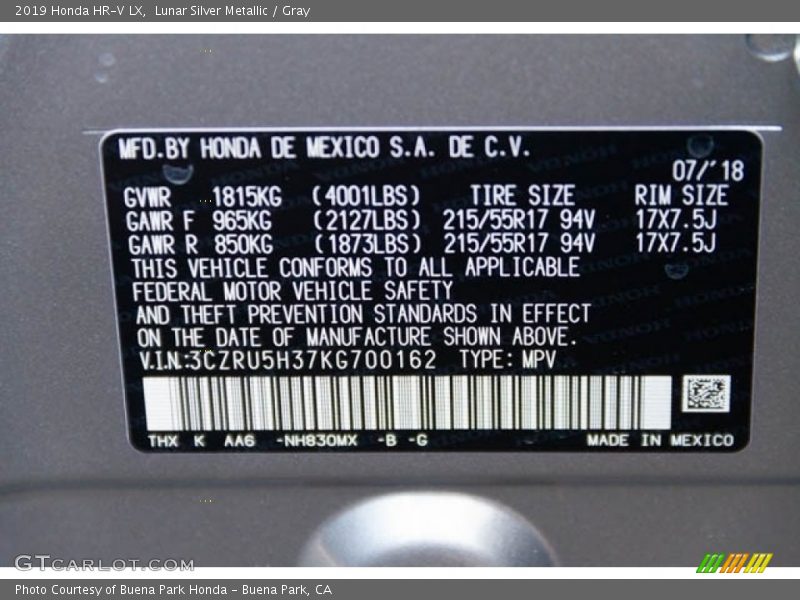 2019 Honda HR-V LX, Lunar Silver Metallic / Gray
MFD.BY HONDA DE MEXICO S.A. DE C.V.
07/'18
GVWR 1815KG (4001LBS) TIRE SIZE RIM SIZE
GAWR F 965KG (2127LBS) 215/55R17 94V 17X7.5J
GAWR R 850KG (1873LBS) 215/55R17 94V 17X7.5J
THIS VEHICLE CONFORMS TO ALL APPLICABLE
FEDERAL MOTOR VEHICLE SAFETY
AND THEFT PREVENTION STANDARDS IN EFFECT
ON THE DATE OF MANUFACTURE SHOWN ABOVE.
V.I.N:3CZRU5H37KG700162 TYPE: MPV
THX K AA6 -NH830MX -B -G MADE IN MEXICO
GTCARLOT.COM
Photo Courtesy of Buena Park Honda - Buena Park, CA